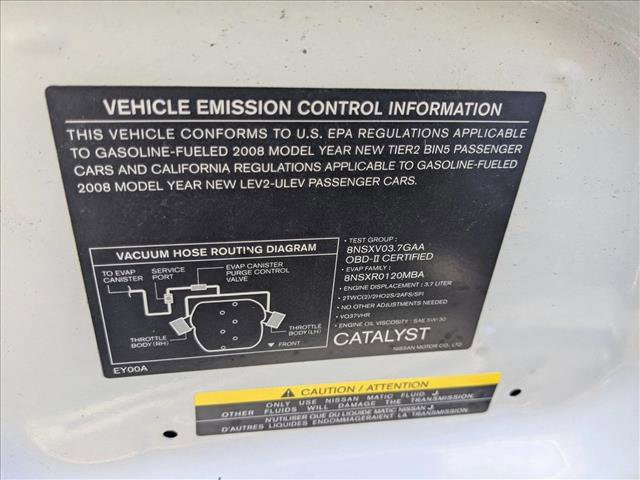 VEHICLE EMISSION CONTROL INFORMATION
THIS VEHICLE CONFORMS TO U.S. EPA REGULATIONS APPLICABLE
TO GASOLINE-FUELED 2008 MODEL YEAR NEW TIER2 BIN5 PASSENGER
CARS AND CALIFORNIA REGULATIONS APPLICABLE TO GASOLINE-FUELED
2008 MODEL YEAR NEW LEV2-ULEV PASSENGER CARS.
VACUUM HOSE ROUTING DIAGRAM
TO EVAP
CANISTER
SERVICE
PORT
EVAP CANISTER
PURGE CONTROL
VALVE
THROTTLE
BODY(RH)
THROTTLE
BODY(LH)
▼ FRONT
EY00A
• TEST GROUP :
8NSXV03.7GAA
OBD-II CERTIFIED
• EVAP FAMILY :
8NSXR0120MBA
• ENGINE DISPLACEMENT : 3.7 LITER
• 2TWC(2)/2HO2S/2AFS/SFI
• NO OTHER ADJUSTMENTS NEEDED
• VQ37VHR
• ENGINE OIL VISCOSITY : SAE 5W-30
CATALYST
NISSAN MOTOR CO., LTD.
CAUTION / ATTENTION
ONLY USE NISSAN MATIC FLUID J
OTHER FLUIDS WILL DAMAGE THE TRANSMISSION.
N'UTILISER QUE DU LIQUIDE MATIC NISSAN J
D'AUTRES LIQUIDES ENDOMMAGERAIENT LA TRANSMISSION.